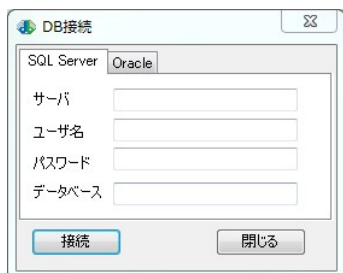 DB接続
SQL Server Oracle
サーバ
ユーザ名
パスワード
データベース
接続 閉じる